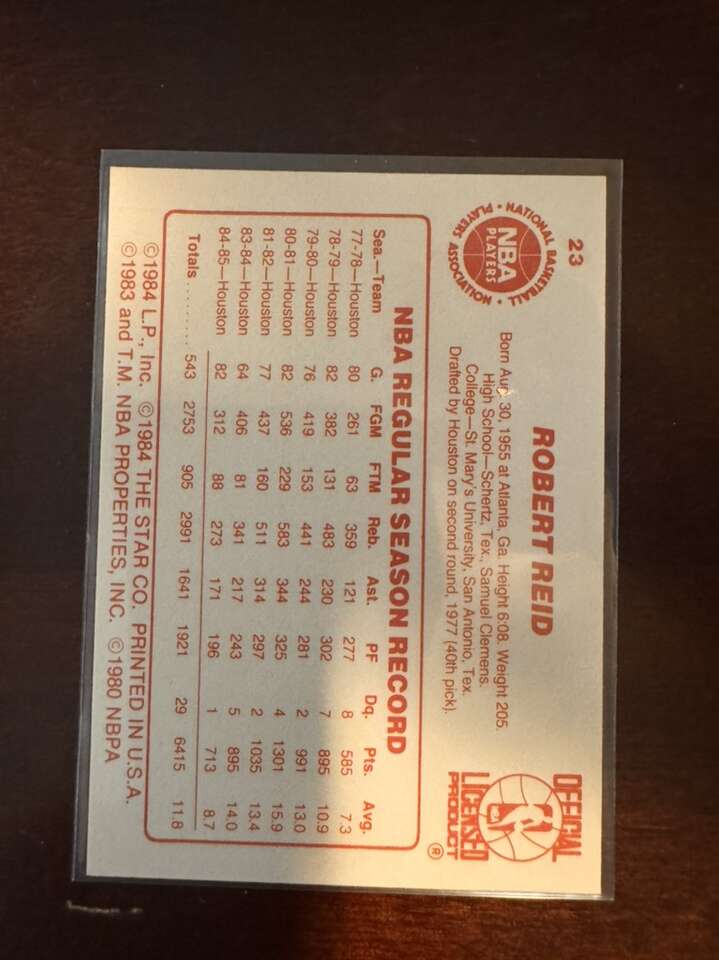 23
NATIONAL BASKETBALL
PLAYERS ASSOCIATION
NBA
PLAYERS
ROBERT REID
Born Aug. 30, 1955 at Atlanta, Ga. Height 6:08. Weight 205.
High School—Schertz, Tex., Samuel Clemens.
College—St. Mary's University, San Antonio, Tex.
Drafted by Houston on second round, 1977 (40th pick).
OFFICIAL
LICENSED
PRODUCT
®
NBA REGULAR SEASON RECORD
Sea.—Team G. FGM FTM Reb. Ast. PF Dq. Pts. Avg.
77-78—Houston 80 261 63 359 121 277 8 585 7.3
78-79—Houston 82 382 131 483 230 302 7 895 10.9
79-80—Houston 76 419 153 441 244 281 2 991 13.0
80-81—Houston 82 536 229 583 344 325 4 1301 15.9
81-82—Houston 77 437 160 511 314 297 2 1035 13.4
83-84—Houston 64 406 81 341 217 243 5 895 14.0
84-85—Houston 82 312 88 273 171 196 1 713 8.7
Totals ......... 543 2753 905 2991 1641 1921 29 6415 11.8
©1984 L.P., Inc. ©1984 THE STAR CO. PRINTED IN U.S.A.
©1983 and T.M. NBA PROPERTIES, INC. ©1980 NBPA